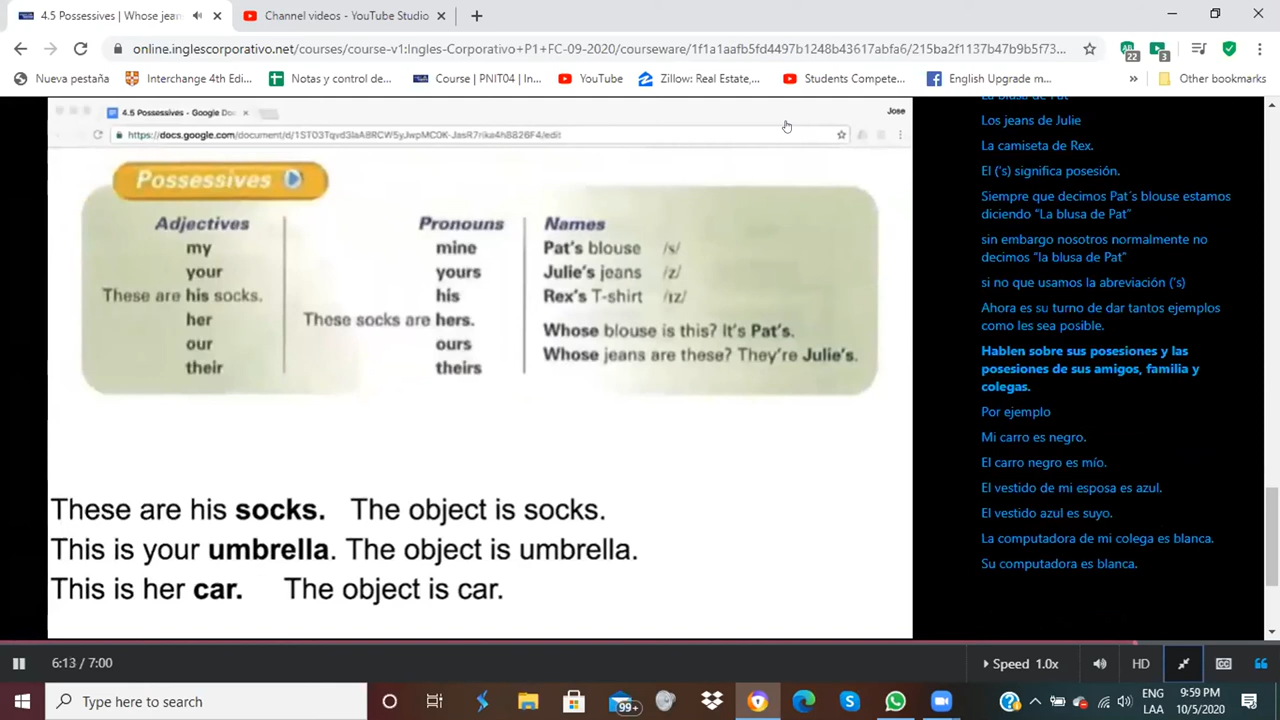 4.5 Possessives | Whose jean
Channel videos - YouTube Studio
online.inglescorporativo.net/courses/course-v1:Ingles-Corporativo+P1+FC-09-2020/courseware/1f1a1aafb5fd4497b1248b43617abfa6/215ba2f1137b47b9b5f73...
22
3
Nueva pestaña
Interchange 4th Edi...
Notas y control de...
Course | PNIT04 | In...
YouTube
Zillow: Real Estate,...
Students Compete...
English Upgrade m...
Other bookmarks
4.5 Possessives - Google Do
Jose
Possessives
Adjectives Pronouns Names
my mine Pat's blouse /s/
your yours Julie's jeans /z/
These are his socks. his Rex's T-shirt /ɪz/
her These socks are hers.
Whose blouse is this? It's Pat's.
our ours
Whose jeans are these? They're Julie's.
their theirs
These are his socks. The object is socks.
This is your umbrella. The object is umbrella.
This is her car. The object is car.
La blusa de Pat
Los jeans de Julie
La camiseta de Rex.
El ('s) significa posesión.
Siempre que decimos Pat´s blouse estamos
diciendo "La blusa de Pat"
sin embargo nosotros normalmente no
decimos "la blusa de Pat"
si no que usamos la abreviación ('s)
Ahora es su turno de dar tantos ejemplos
como les sea posible.
Hablen sobre sus posesiones y las
posesiones de sus amigos, familia y
colegas.
Por ejemplo
Mi carro es negro.
El carro negro es mío.
El vestido de mi esposa es azul.
El vestido azul es suyo.
La computadora de mi colega es blanca.
Su computadora es blanca.
6:13 / 7:00
Speed 1.0x
HD
Type here to search
99+
ENG
LAA
9:59 PM
10/5/2020